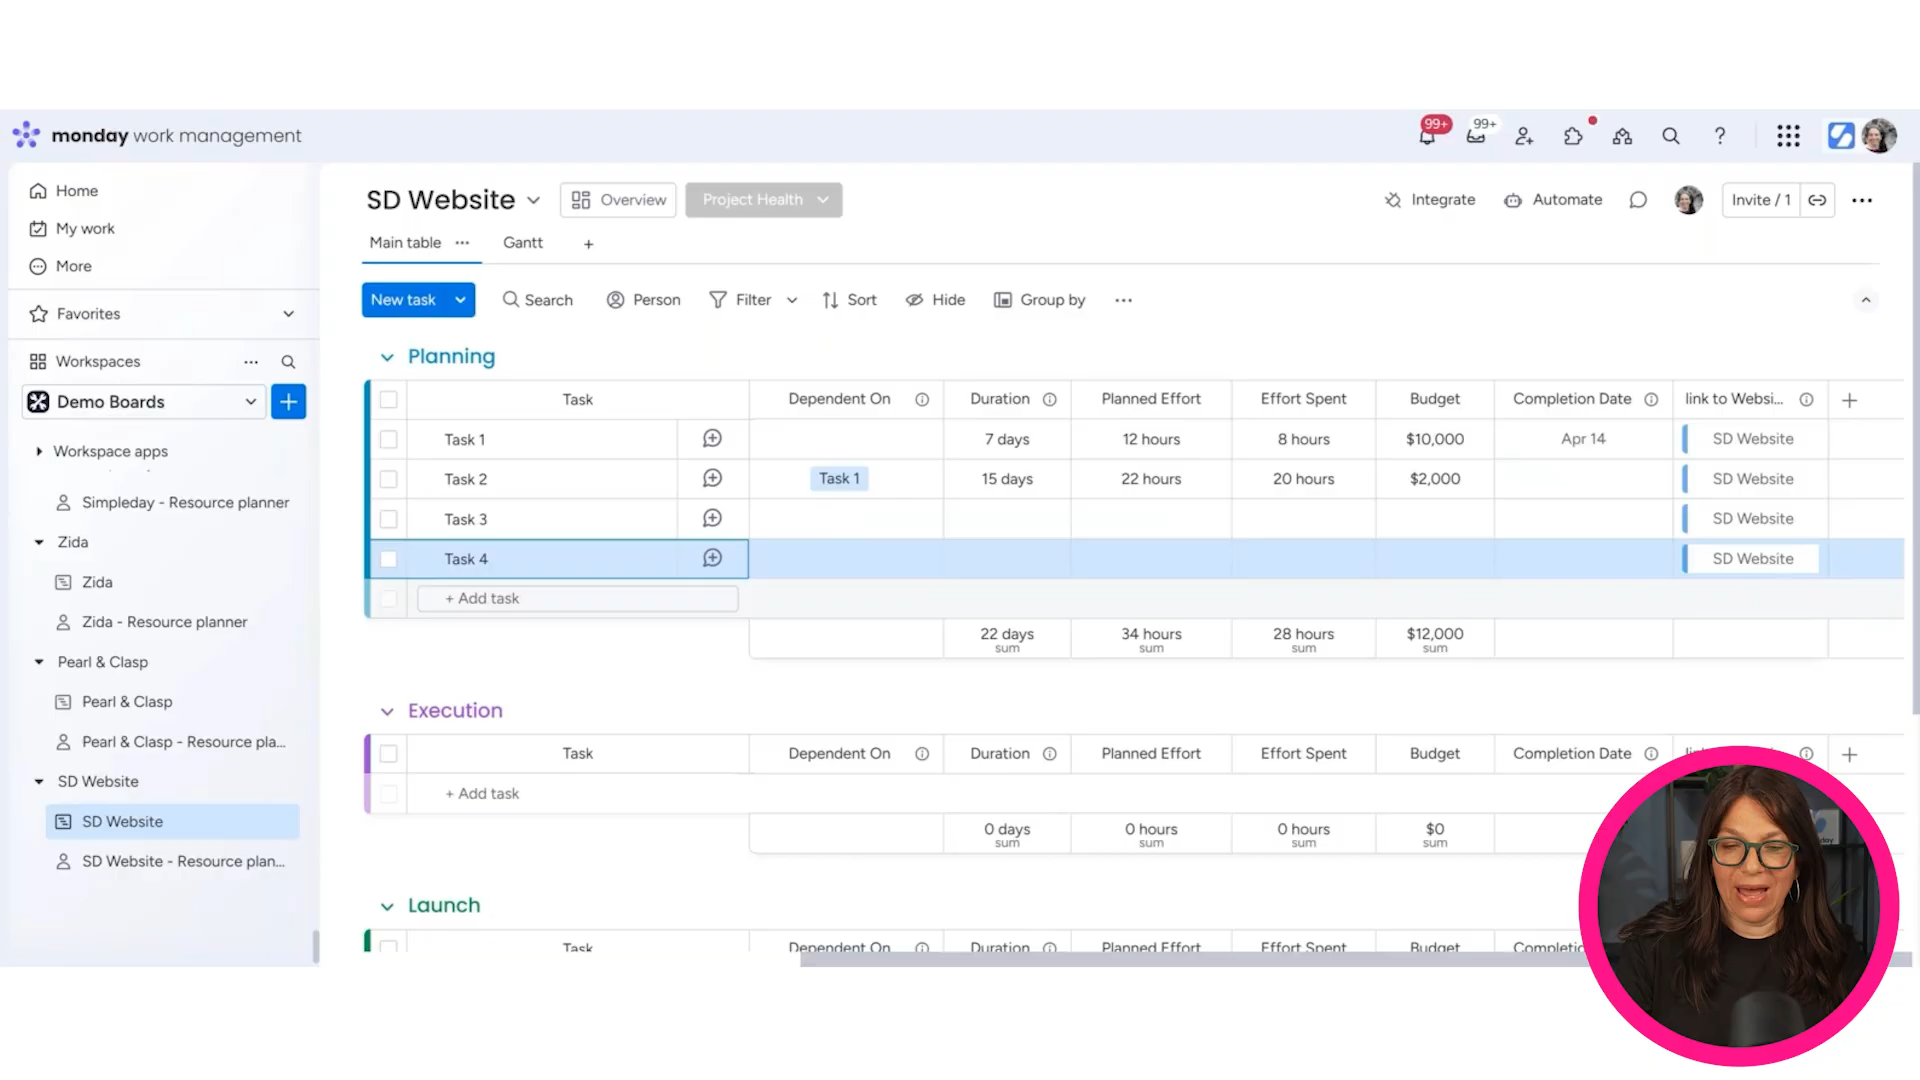 monday work management
99+
99+
Home
My work
More
Favorites
Workspaces
Demo Boards
Workspace apps
Simpleday - Resource planner
Zida
Zida
Zida - Resource planner
Pearl & Clasp
Pearl & Clasp
Pearl & Clasp - Resource pla...
SD Website
SD Website
SD Website - Resource plan...
SD Website
Overview
Project Health
Integrate
Automate
Invite / 1
Main table
Gantt
New task
Search
Person
Filter
Sort
Hide
Group by
Planning
Task Dependent On Duration Planned Effort Effort Spent Budget Completion Date link to Websi...
Task 1 7 days 12 hours 8 hours $10,000 Apr 14 SD Website
Task 2 Task 1 15 days 22 hours 20 hours $2,000 SD Website
Task 3 SD Website
Task 4 SD Website
+ Add task
22 days 34 hours 28 hours $12,000
sum sum sum sum
Execution
Task Dependent On Duration Planned Effort Effort Spent Budget Completion Date
+ Add task
0 days 0 hours 0 hours $0
sum sum sum sum
Launch
Task Dependent On Duration Planned Effort Effort Spent Budget